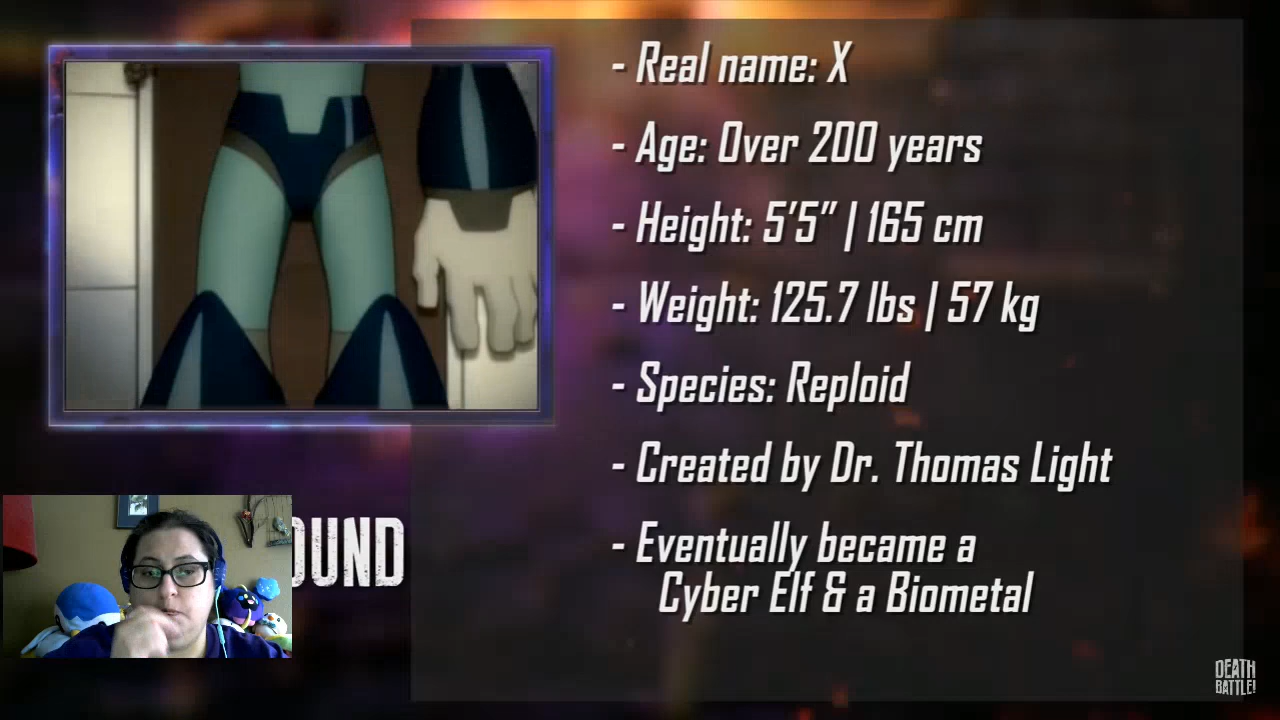 - Real name: X
- Age: Over 200 years
- Height: 5'5" | 165 cm
- Weight: 125.7 lbs | 57 kg
- Species: Reploid
- Created by Dr. Thomas Light
- Eventually became a
Cyber Elf & a Biometal
OUND
DEATH
BATTLE!